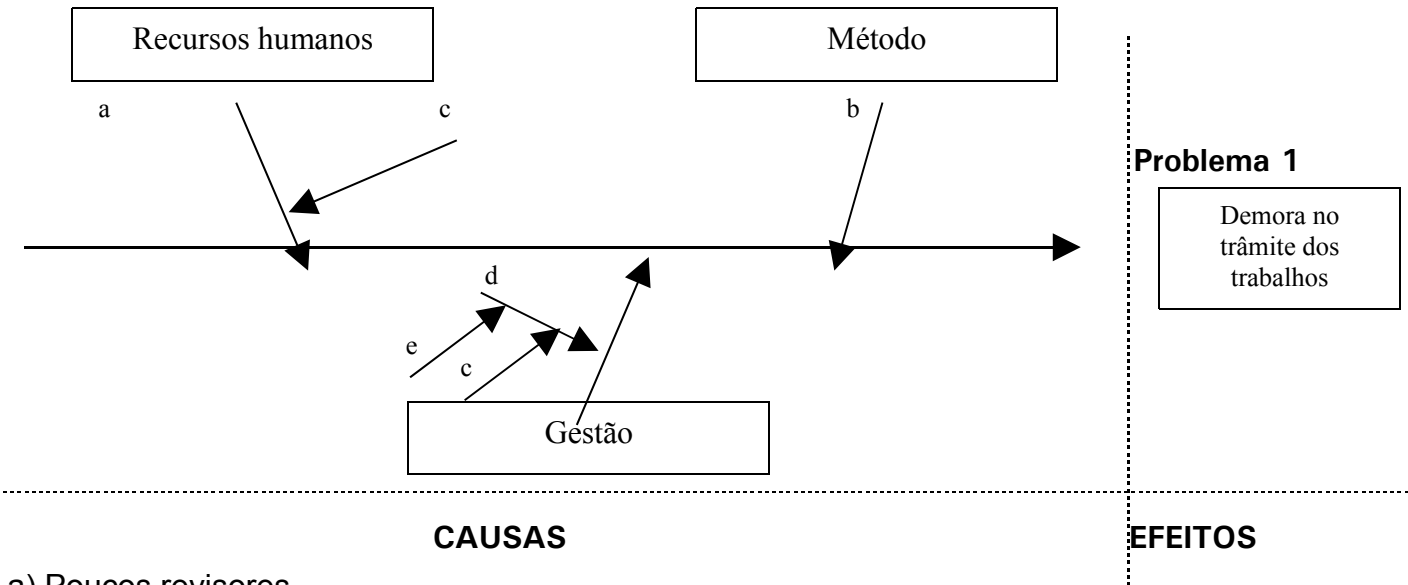 Recursos humanos
Método
a
c
b
Problema 1
Demora no
trâmite dos
trabalhos
d
e
c
Gestão
CAUSAS
EFEITOS
a) Poucos revisores